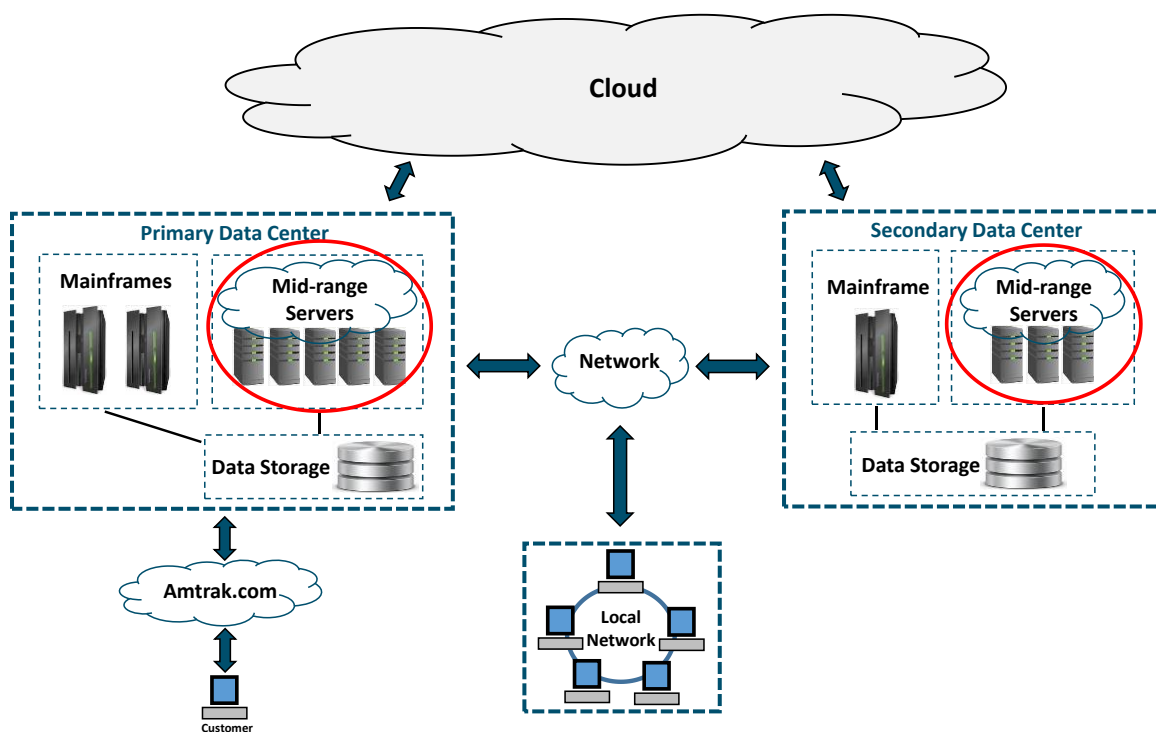 Cloud
Primary Data Center
Mainframes
Mid-range
Servers
Data Storage
Secondary Data Center
Mainframe
Mid-range
Servers
Data Storage
Network
Amtrak.com
Customer
Local
Network